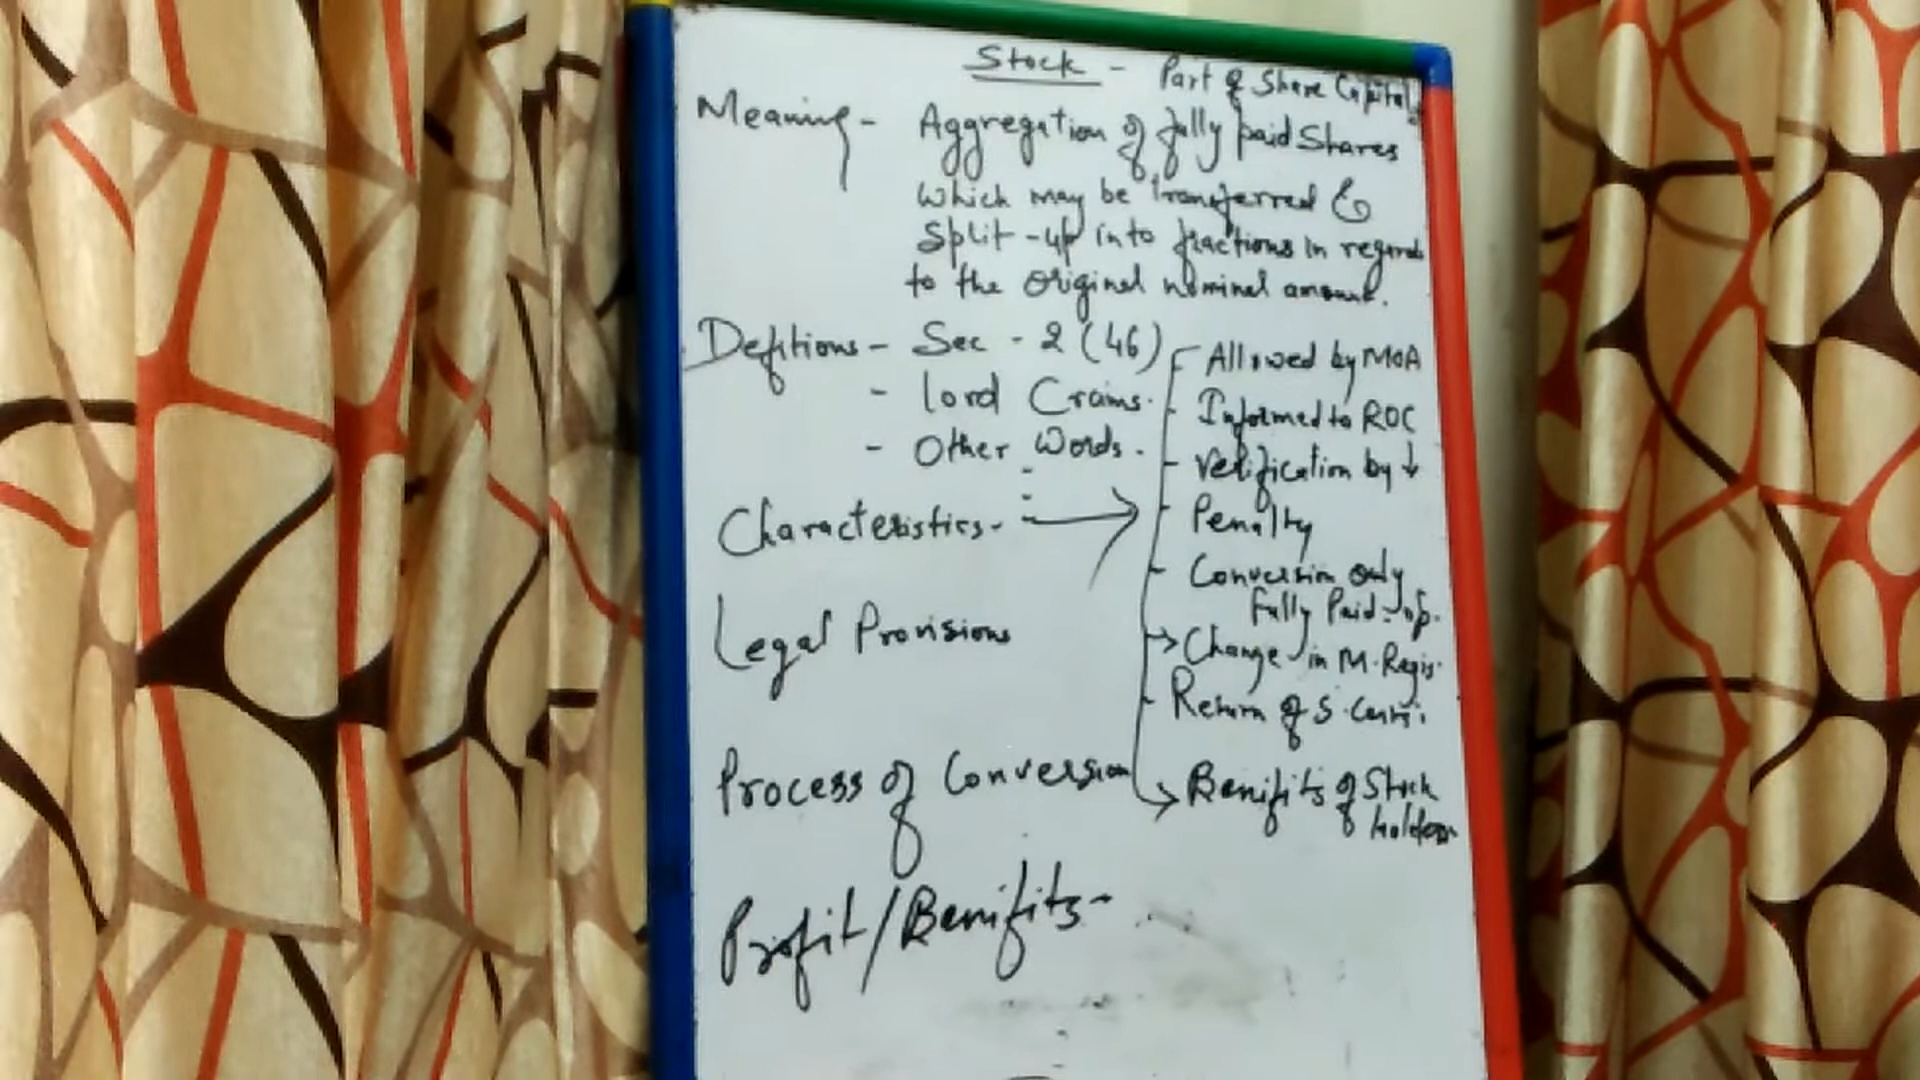 Stock - Part of Share Capital
Meaning - Aggregation of fully paid Shares
which may be transferred &
Split-up into fractions in regards
to the original nominal amount.
Defitions - Sec - 2 (46)
- Lord Crains.
- Other Words.
Characteristics -
Legal Provisions
Process of Conversion
Profit/Benifits-
- Allowed by MOA
- Informed to ROC
- Verification by ↓
- Penalty
- Conversion only
fully Paid-up.
→ Change in M. Regis.
- Return of S. Certi.
→ Benifits of Stock
holders